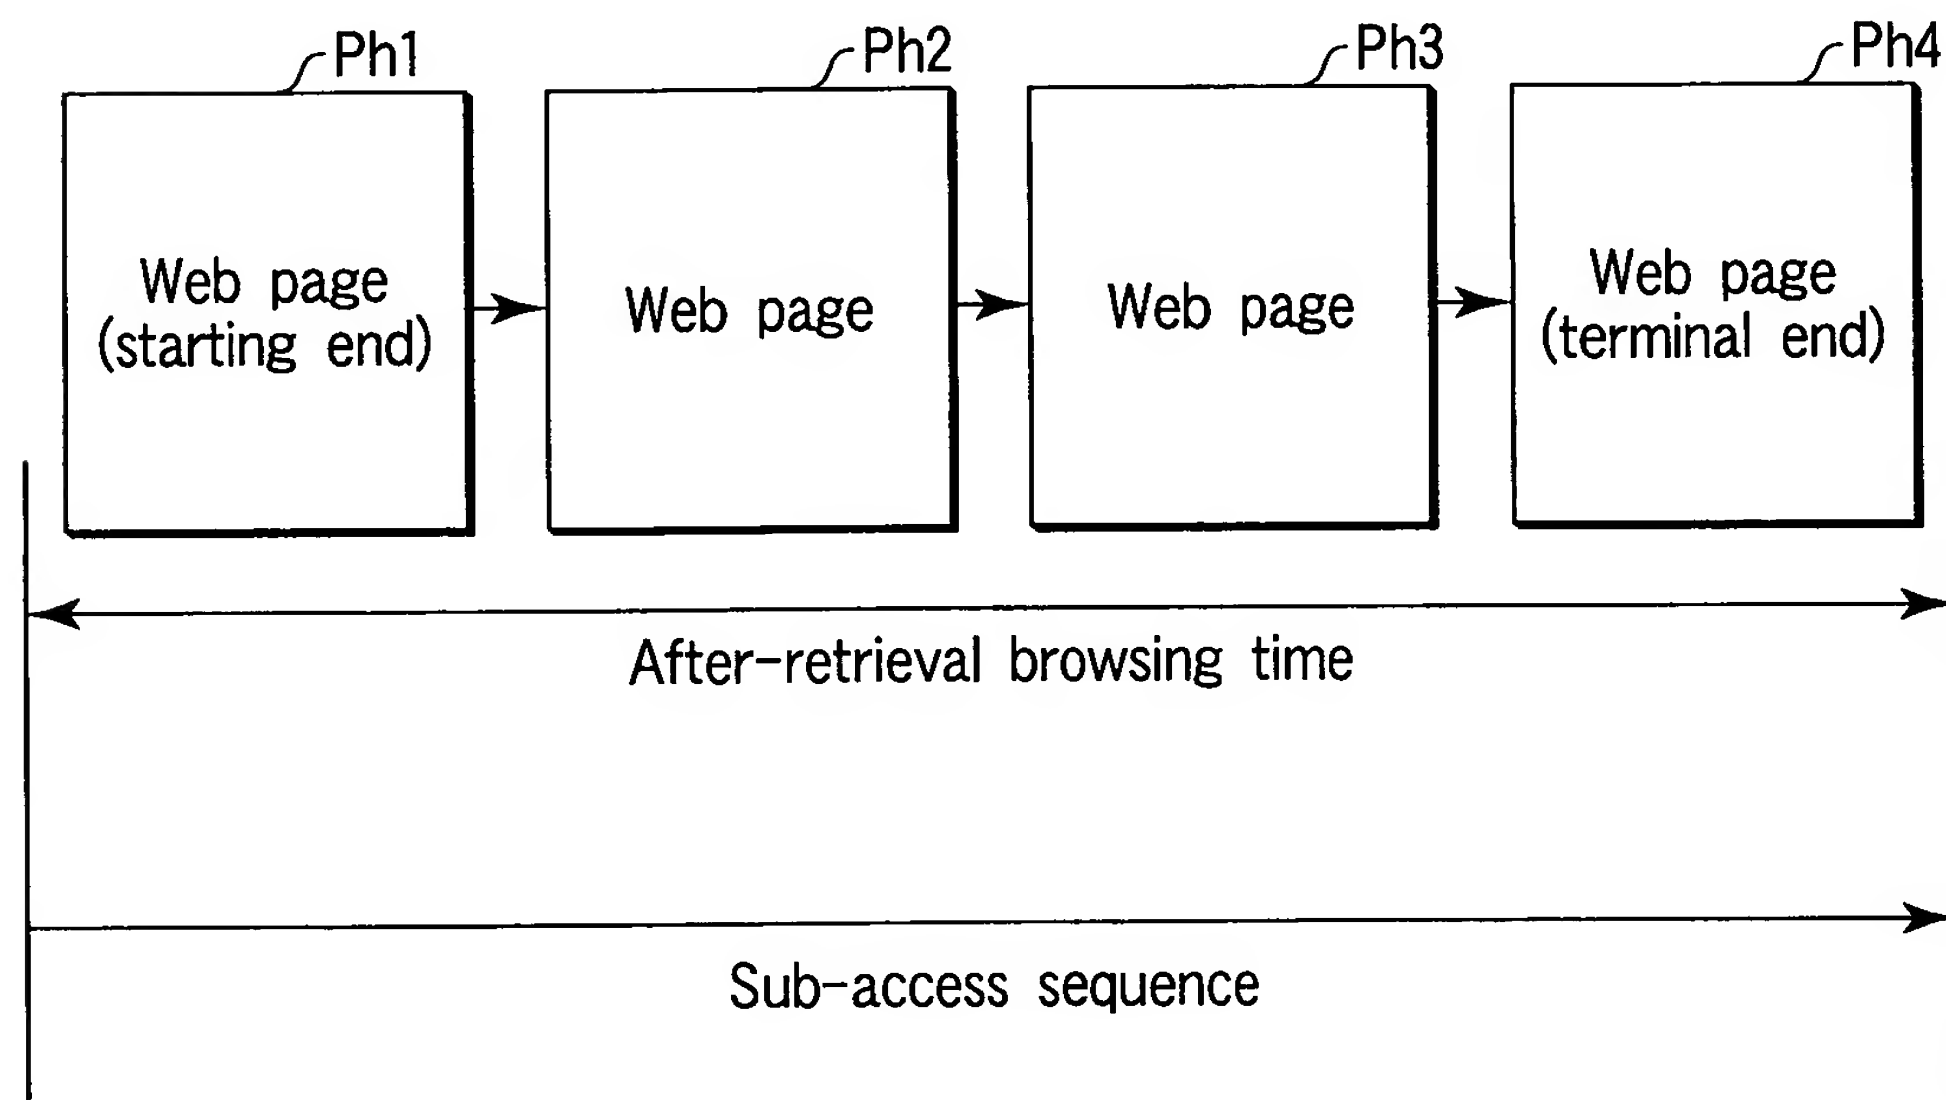 Ph1
Ph2
Ph3
Ph4
Web page
(starting end)
Web page
Web page
Web page
(terminal end)
After-retrieval browsing time
Sub-access sequence